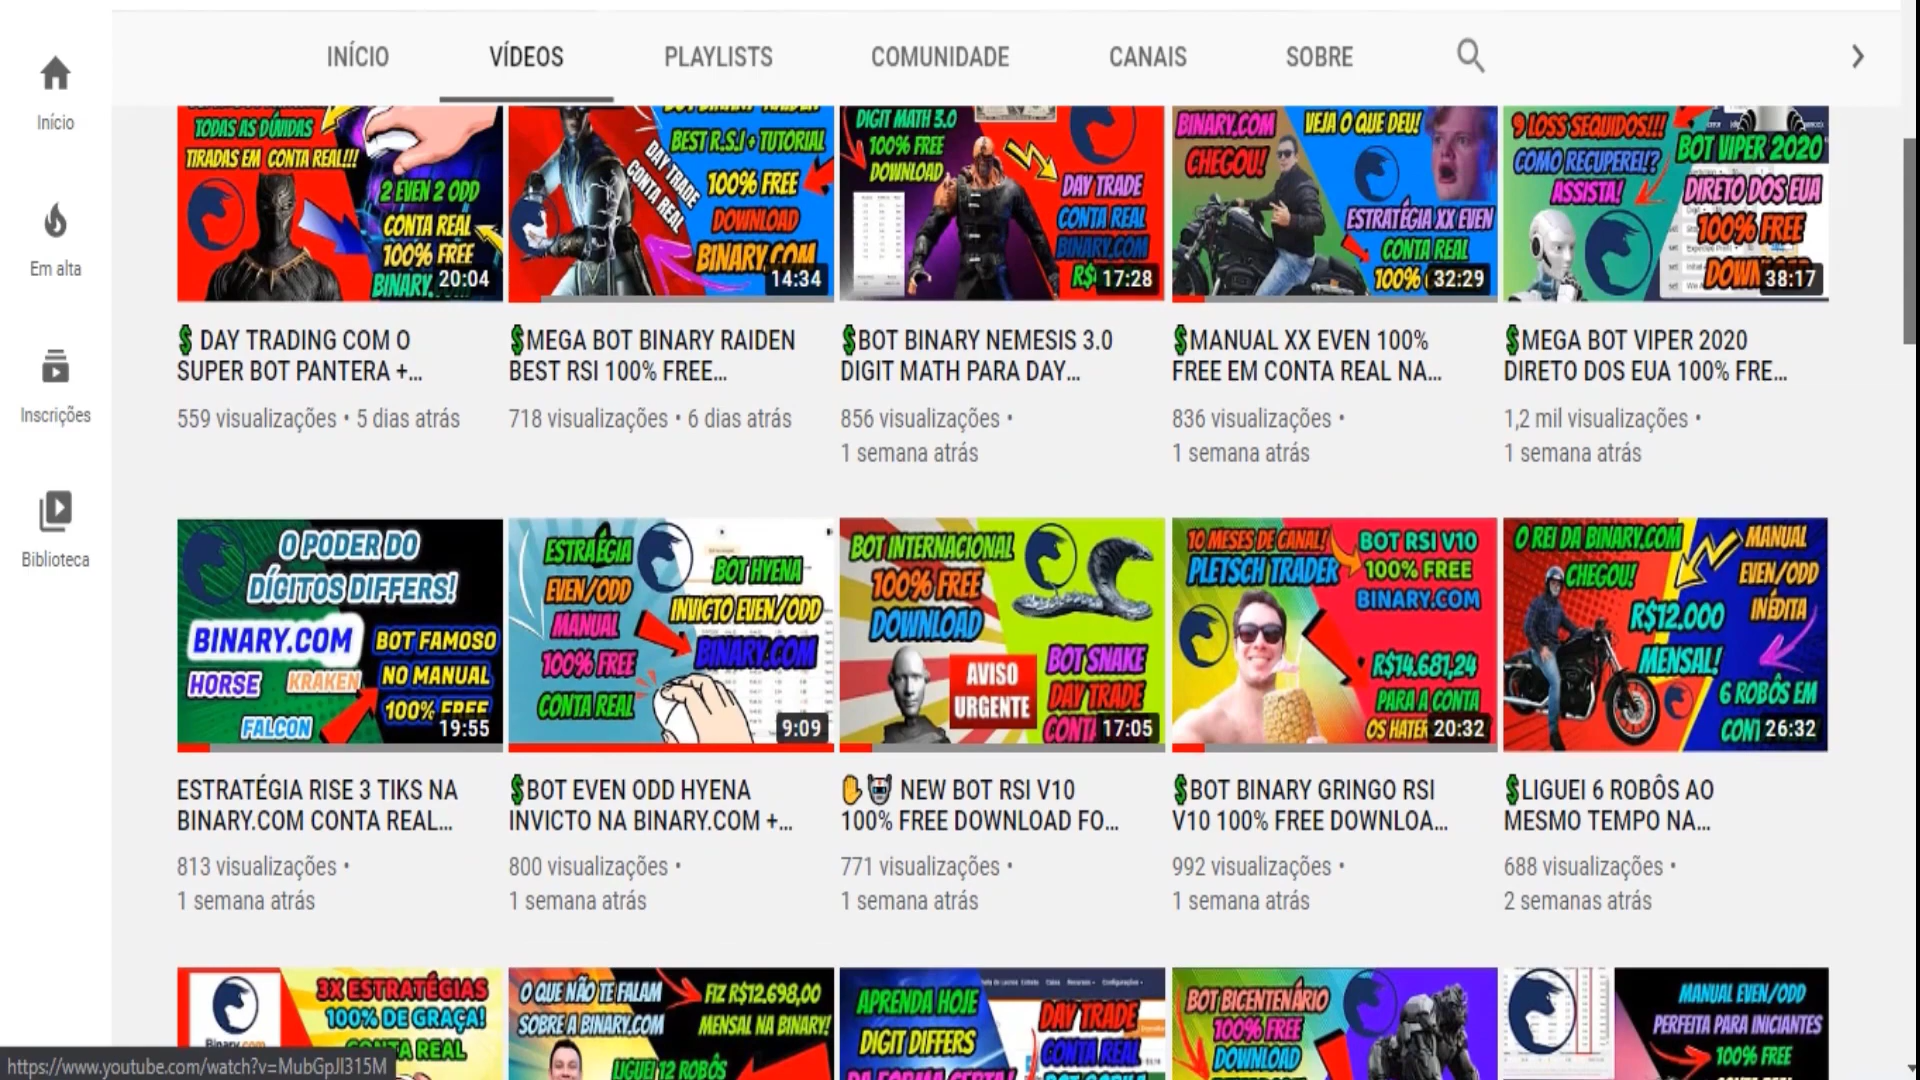 INÍCIO
VÍDEOS
PLAYLISTS
COMUNIDADE
CANAIS
SOBRE
Início
Em alta
Inscrições
Biblioteca
TODAS AS DÚVIDAS
TIRADAS EM CONTA REAL!!!
2 EVEN 2 ODD
CONTA REAL
100% FREE
BINARY.
20:04
BEST R.S.I + TUTORIAL
DAY TRADE
CONTA REAL
100% FREE
DOWNLOAD
BINARY.COM
14:34
DIGIT MATH 3.0
100% FREE
DOWNLOAD
DAY TRADE
CONTA REAL
BINARY.COM
R$
17:28
BINARY.COM
CHEGOU!
VEJA O QUE DEU!
ESTRATÉGIA XX EVEN
CONTA REAL
100%
32:29
9 LOSS SEQUIDOS!!!
COMO RECUPEREI!?
ASSISTA!
BOT VIPER 2020
DIRETO DOS EUA
100% FREE
38:17
$ DAY TRADING COM O
SUPER BOT PANTERA +...
559 visualizações • 5 dias atrás
$MEGA BOT BINARY RAIDEN
BEST RSI 100% FREE...
718 visualizações • 6 dias atrás
$BOT BINARY NEMESIS 3.0
DIGIT MATH PARA DAY...
856 visualizações •
1 semana atrás
$MANUAL XX EVEN 100%
FREE EM CONTA REAL NA...
836 visualizações •
1 semana atrás
$MEGA BOT VIPER 2020
DIRETO DOS EUA 100% FRE...
1,2 mil visualizações •
1 semana atrás
O PODER DO
DÍGITOS DIFFERS!
BINARY.COM
HORSE KRAKEN
FALCON
BOT FAMOSO
NO MANUAL
100% FREE
19:55
ESTRATÉGIA
EVEN/ODD
MANUAL
100% FREE
CONTA REAL
BOT HYENA
INVICTO EVEN/ODD
BINARY.COM
9:09
BOT INTERNACIONAL
100% FREE
DOWNLOAD
AVISO
URGENTE
BOT SNAKE
DAY TRADE
17:05
10 MESES DE CANAL!
PLETSCH TRADER
BOT RSI V10
100% FREE
BINARY.COM
R$14.681,24
PARA A CONTA
20:32
O REI DA BINARY.COM
CHEGOU!
MANUAL
EVEN/ODD
INÉDITA
R$12.000
MENSAL!
6 ROBÔS EM
26:32
ESTRATÉGIA RISE 3 TIKS NA
BINARY.COM CONTA REAL...
813 visualizações •
1 semana atrás
$BOT EVEN ODD HYENA
INVICTO NA BINARY.COM +...
800 visualizações •
1 semana atrás
NEW BOT RSI V10
100% FREE DOWNLOAD FO...
771 visualizações •
1 semana atrás
$BOT BINARY GRINGO RSI
V10 100% FREE DOWNLOA...
992 visualizações •
1 semana atrás
$LIGUEI 6 ROBÔS AO
MESMO TEMPO NA...
688 visualizações •
2 semanas atrás
3X ESTRATÉGIAS
100% DE GRAÇA!
CONTA REAL
O QUE NÃO TE FALAM
SOBRE A BINARY.COM
FIZ R$12.698,00
MENSAL NA BINARY!
LIGUEI 12 ROBÔS
APRENDA HOJE
DIGIT DIFFERS
DA FORMA CERTA!
DAY TRADE
CONTA REAL
BOT BICENTENÁRIO
100% FREE
DOWNLOAD
MANUAL EVEN/ODD
PERFEITA PARA INICIANTES
100% FREE
https://www.youtube.com/watch?v=MubGpJI315M